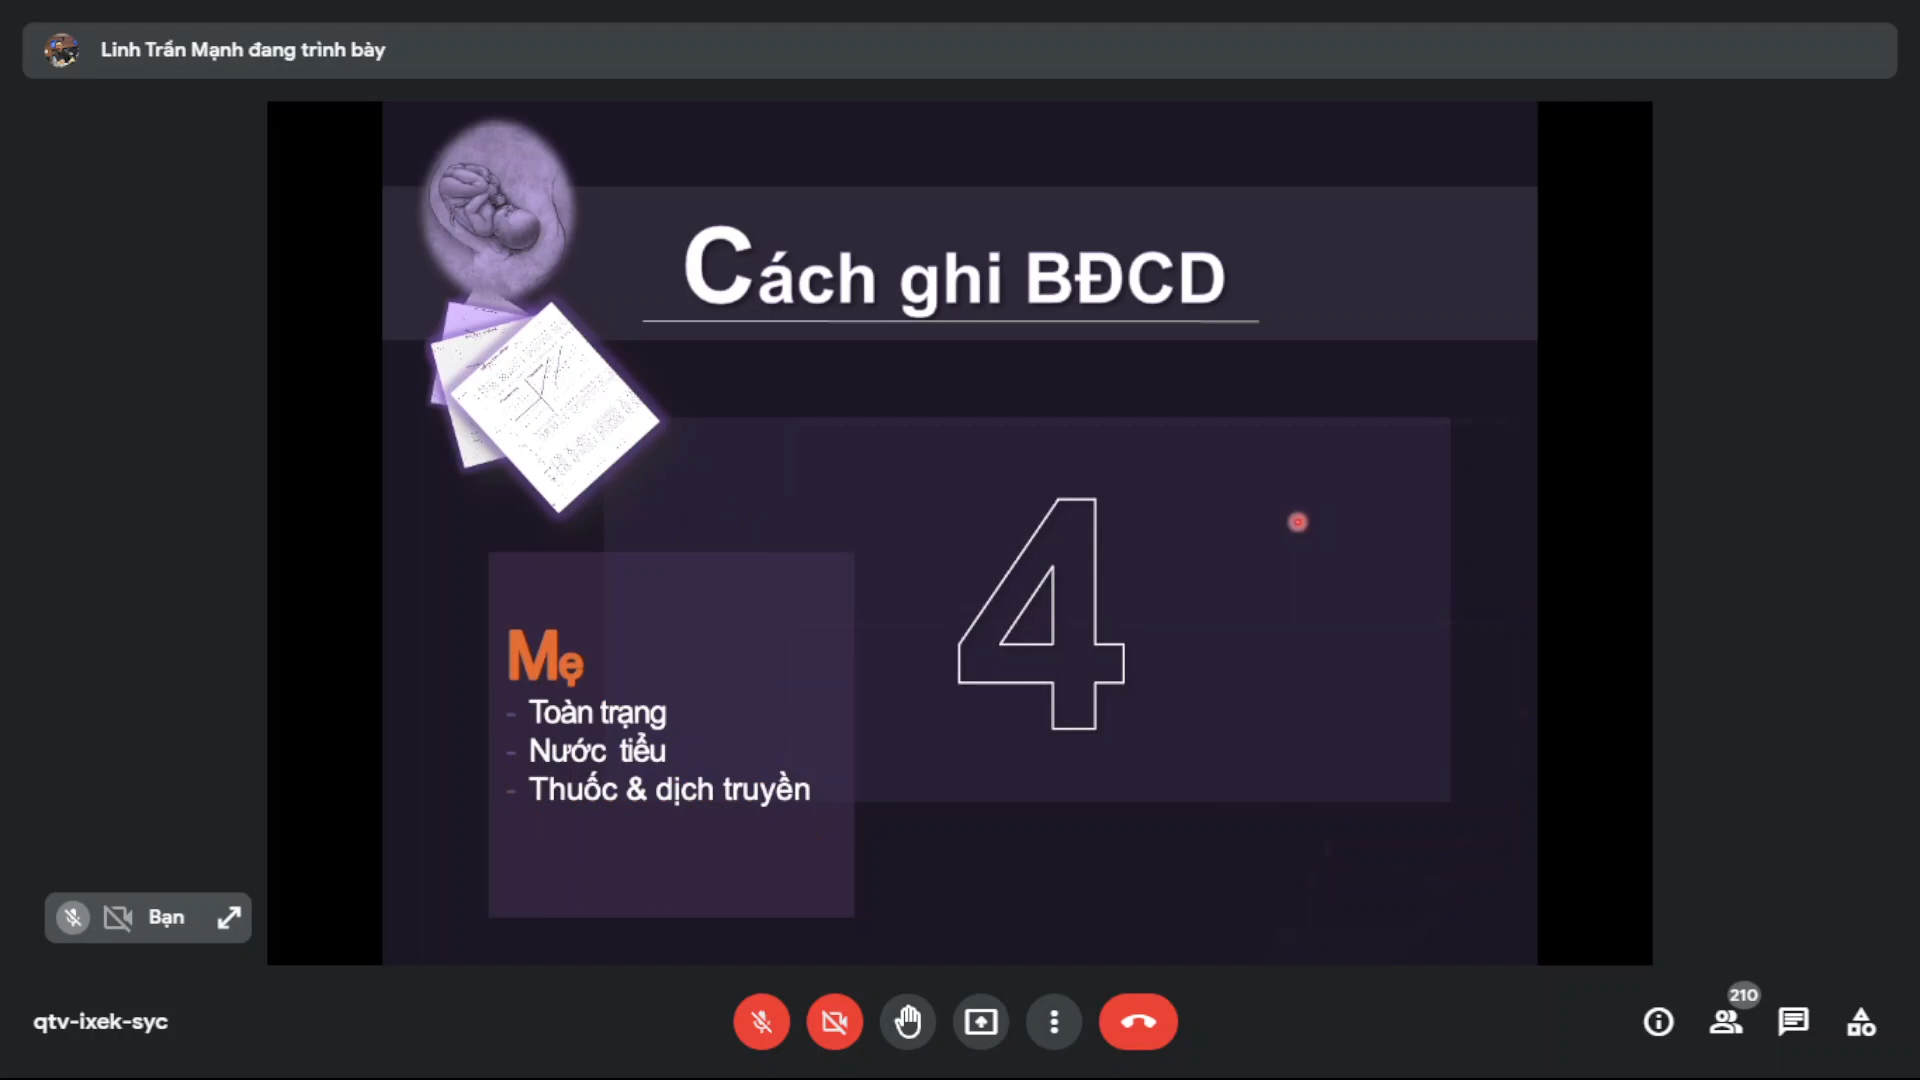 Linh Trần Mạnh đang trình bày
Cách ghi BĐCD
4
Mẹ
- Toàn trạng
- Nước tiểu
- Thuốc & dịch truyền
Bạn
qtv-ixek-syc
210